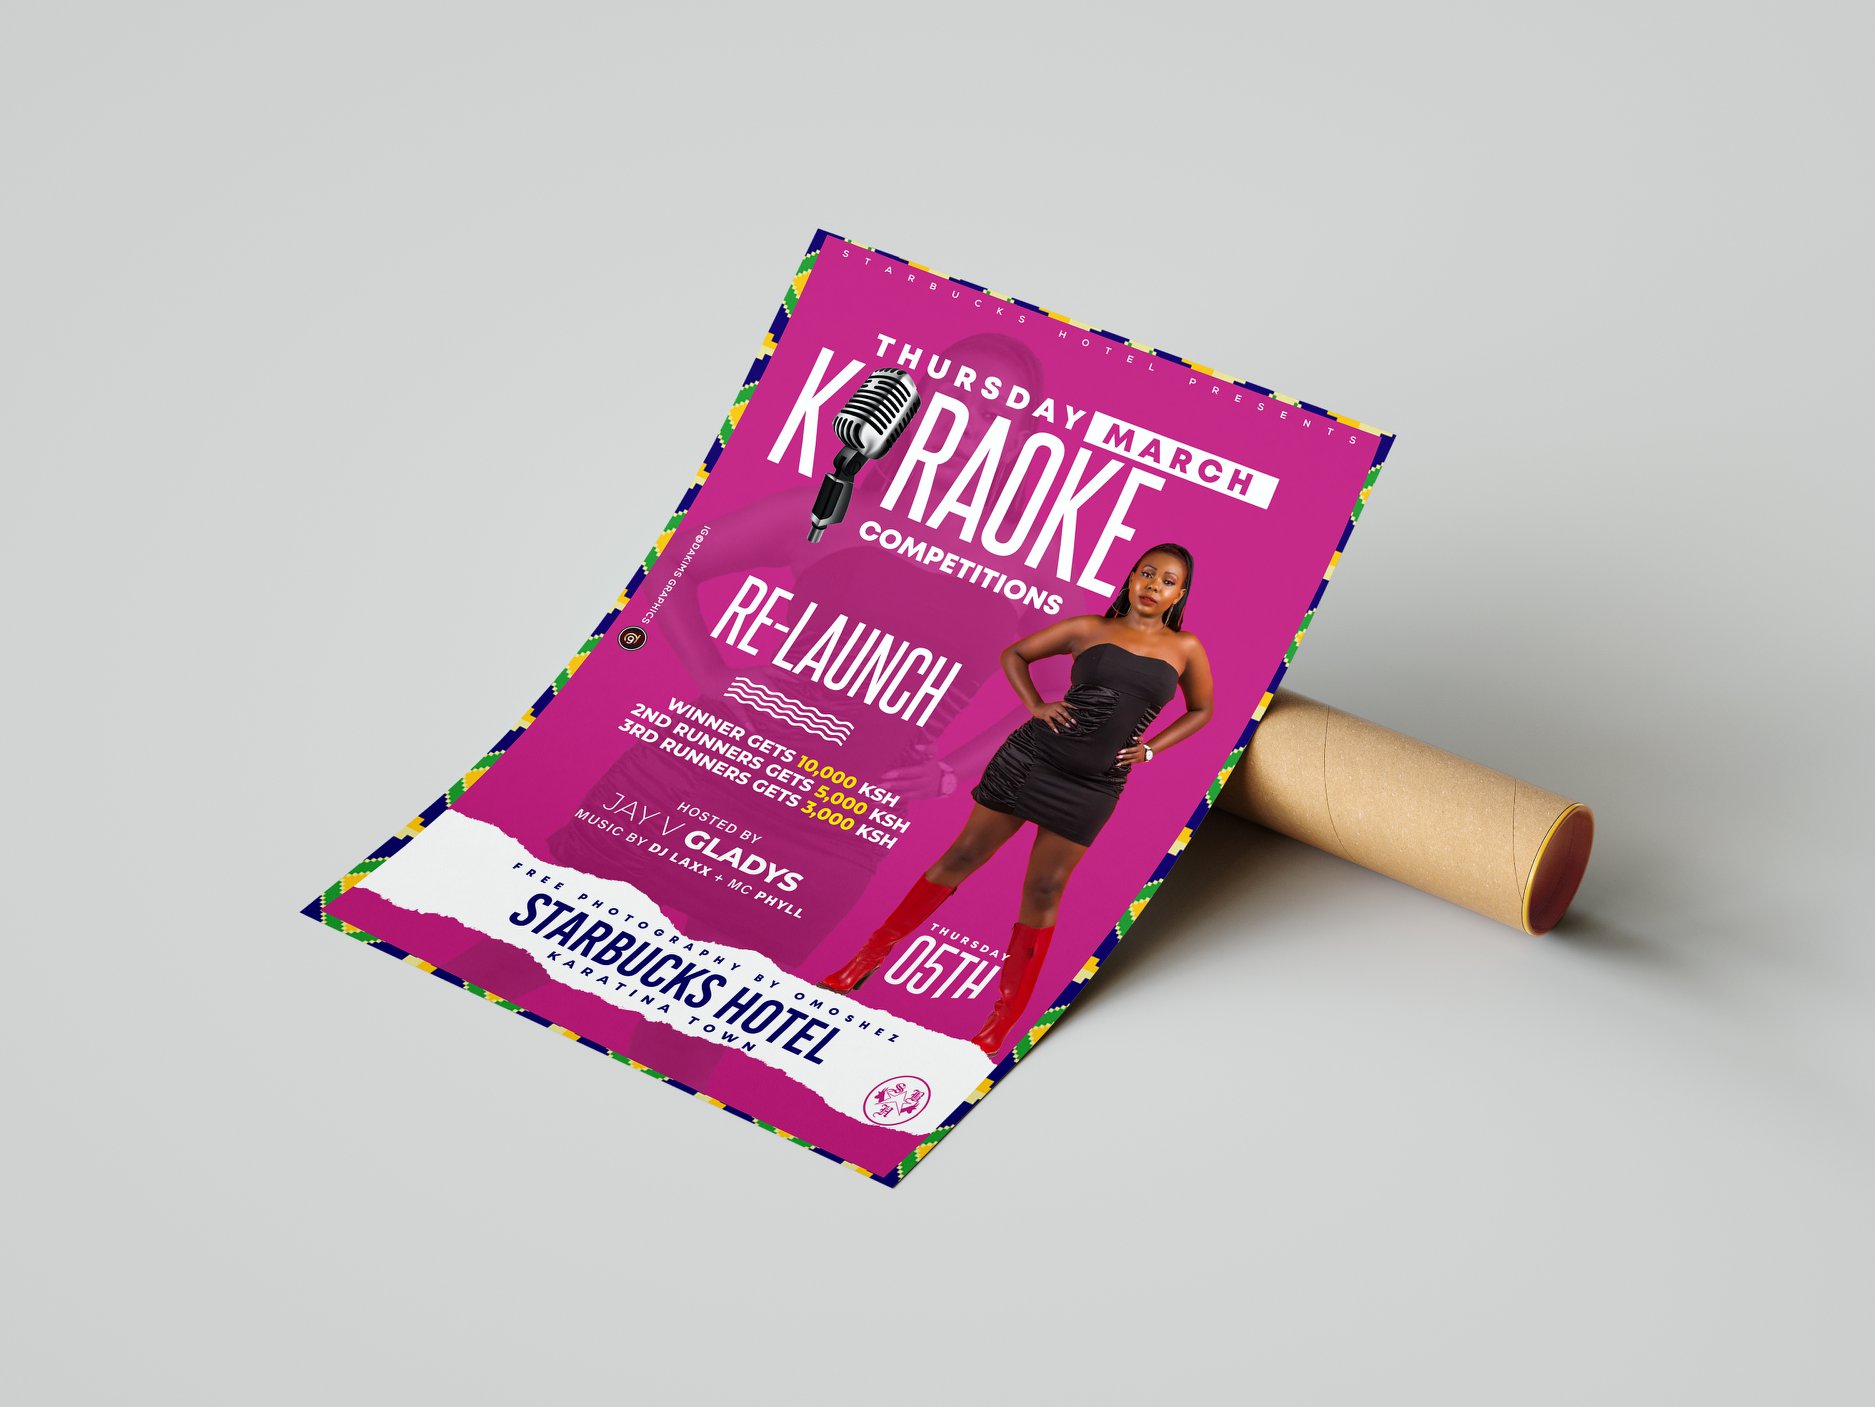 STARBUCKS HOTEL PRESENTS
THURSDAY MARCH
KARAOKE
COMPETITIONS
RE-LAUNCH
IG@DAKIMS GRAPHICS
WINNER GETS 10,000 KSH
2ND RUNNERS GETS 5,000 KSH
3RD RUNNERS GETS 3,000 KSH
HOSTED BY
JAY V GLADYS
MUSIC BY DJ LAXX + MC PHYLL
THURSDAY
05TH
FREE PHOTOGRAPHY BY OMOSHEZ
STARBUCKS HOTEL
KARATINA TOWN
S B H